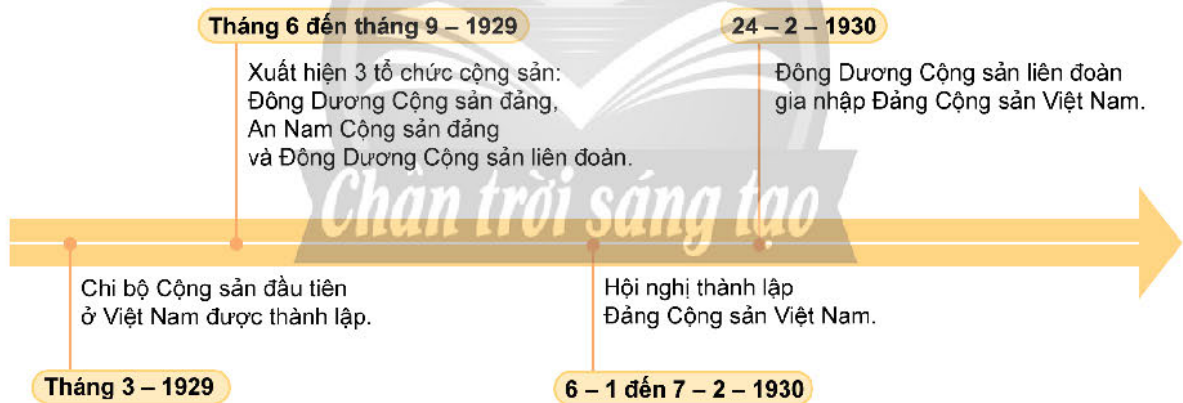 Tháng 6 đến tháng 9 – 1929
Xuất hiện 3 tổ chức cộng sản:
Đông Dương Cộng sản đảng,
An Nam Cộng sản đảng
và Đông Dương Cộng sản liên đoàn.
24 – 2 – 1930
Đông Dương Cộng sản liên đoàn
gia nhập Đảng Cộng sản Việt Nam.
Chân trời sáng tạo
Chi bộ Cộng sản đầu tiên
ở Việt Nam được thành lập.
Tháng 3 – 1929
Hội nghị thành lập
Đảng Cộng sản Việt Nam.
6 – 1 đến 7 – 2 – 1930